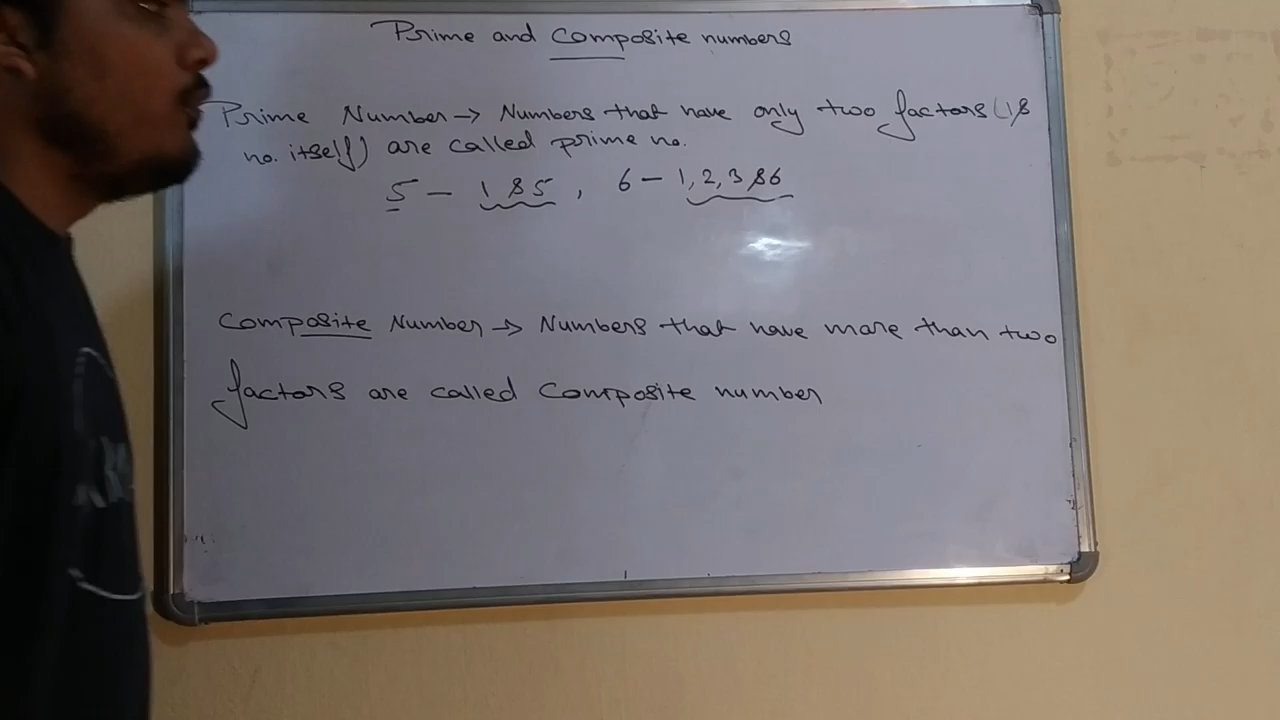 Prime and Composite numbers
Prime Number → Numbers that have only two factors (1 &
no. itself) are called prime no.
5 – 1 & 5 , 6 – 1, 2, 3 & 6
Composite Number → Numbers that have more than two
factors are called Composite number